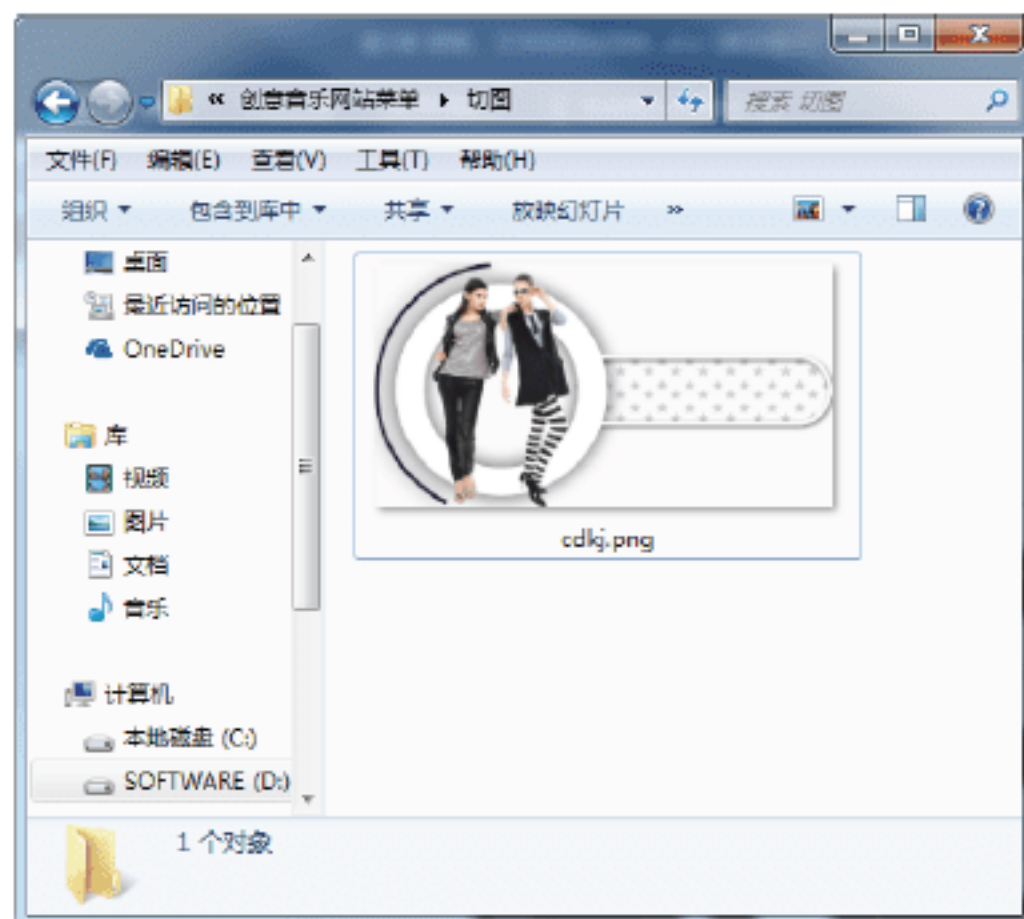 « 创意音乐网站菜单 ▸ 切图 搜索 切图
文件(F) 编辑(E) 查看(V) 工具(T) 帮助(H)
组织 包含到库中 共享 放映幻灯片 »
桌面
最近访问的位置
OneDrive
库
视频
图片
文档
音乐
计算机
本地磁盘 (C:)
SOFTWARE (D:)
cdkj.png
1 个对象